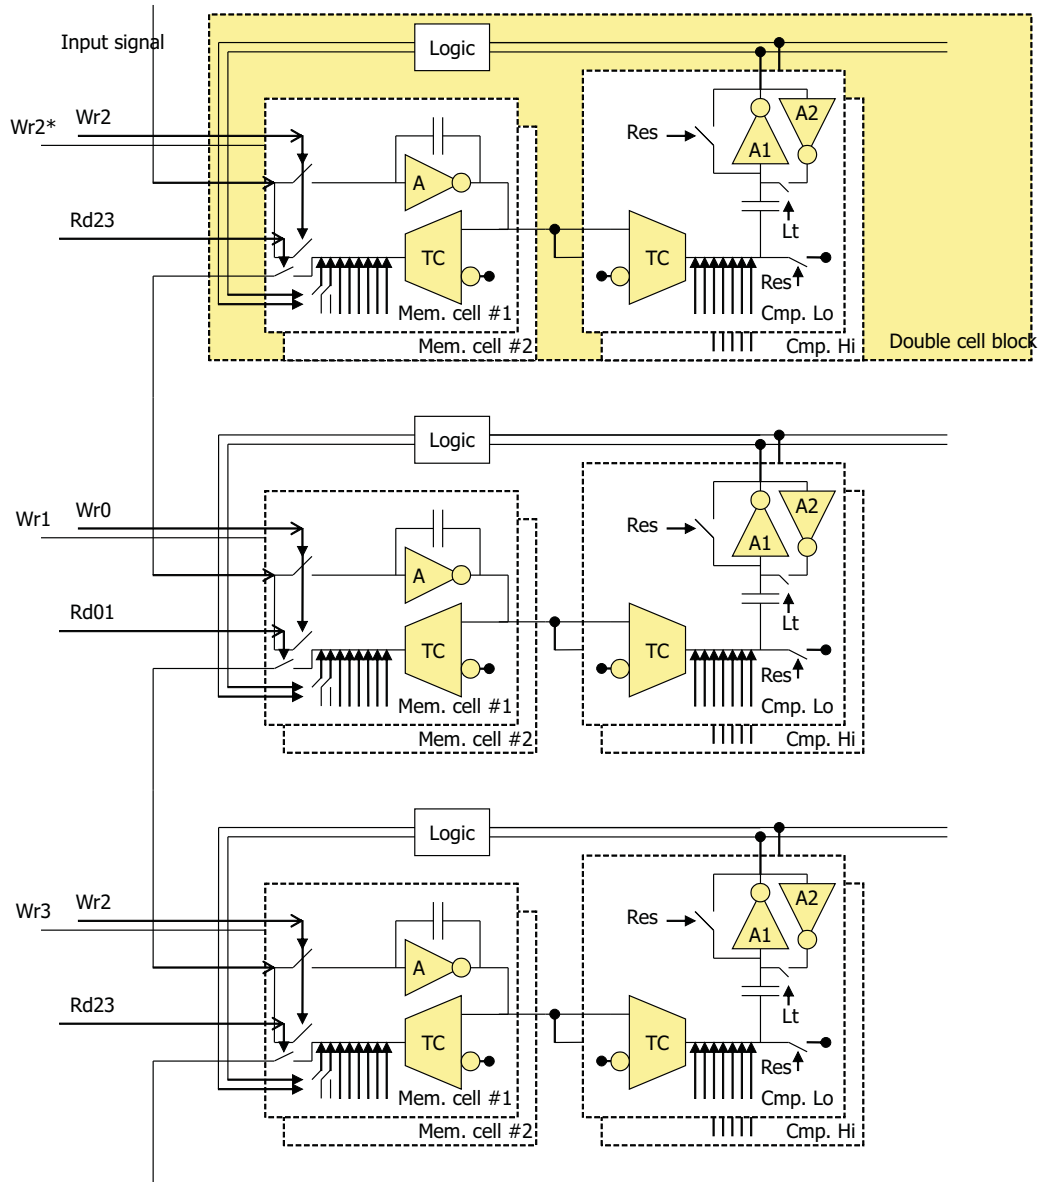 Input signal
Logic
Wr2
Wr2*
Res
A1
A2
A
Rd23
TC
TC
Lt
Res
Mem. cell #1
Cmp. Lo
Mem. cell #2
Cmp. Hi
Double cell block
Logic
Wr0
Wr1
Res
A1
A2
A
Rd01
TC
TC
Lt
Res
Mem. cell #1
Cmp. Lo
Mem. cell #2
Cmp. Hi
Logic
Wr2
Wr3
Res
A1
A2
A
Rd23
TC
TC
Lt
Res
Mem. cell #1
Cmp. Lo
Mem. cell #2
Cmp. Hi